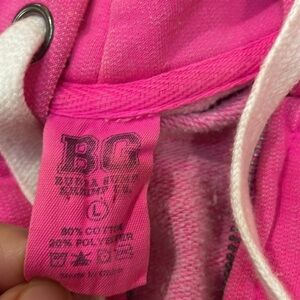 BG
BUBBA GUMP
SHRIMP CO.
L
80% COTTON
20% POLYESTER